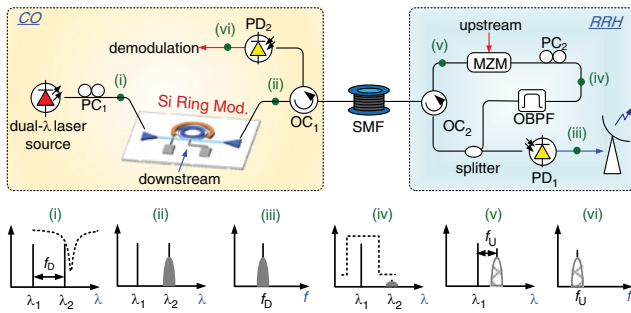 CO
RRH
(vi)
PD2
demodulation
upstream
(v)
MZM
PC2
(i)
PC1
(ii)
Si Ring Mod.
OC1
(iv)
OBPF
dual-λ laser
source
SMF
OC2
(iii)
downstream
splitter
PD1
(i)
(ii)
(iii)
(iv)
(v)
(vi)
fD
fU
λ1 λ2 λ
λ1 λ2 λ
fD f
λ1 λ2 λ
λ1 λ
fU f